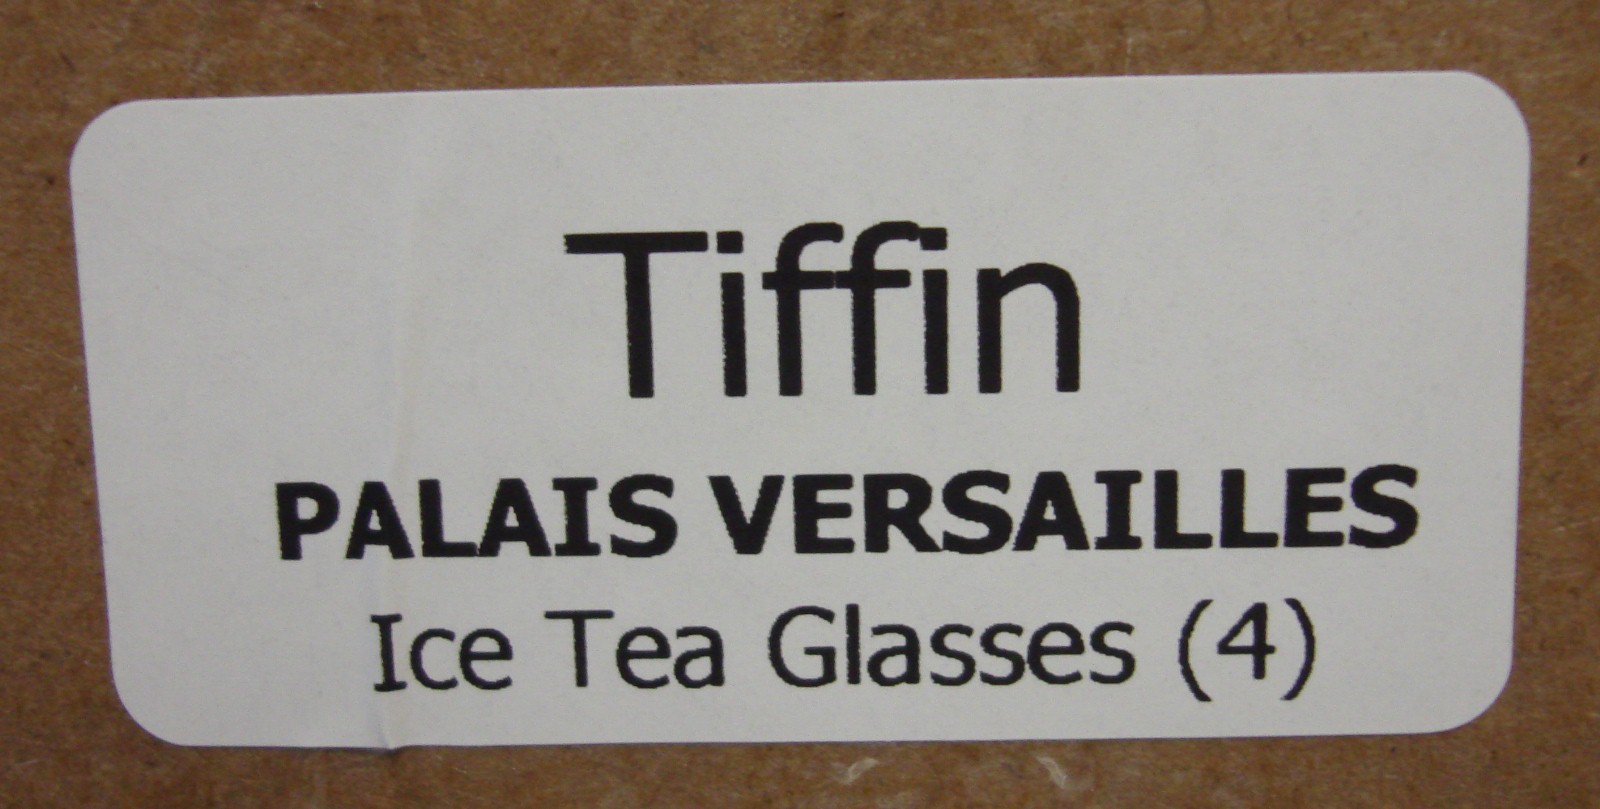 Tiffin
PALAIS VERSAILLES
Ice Tea Glasses (4)